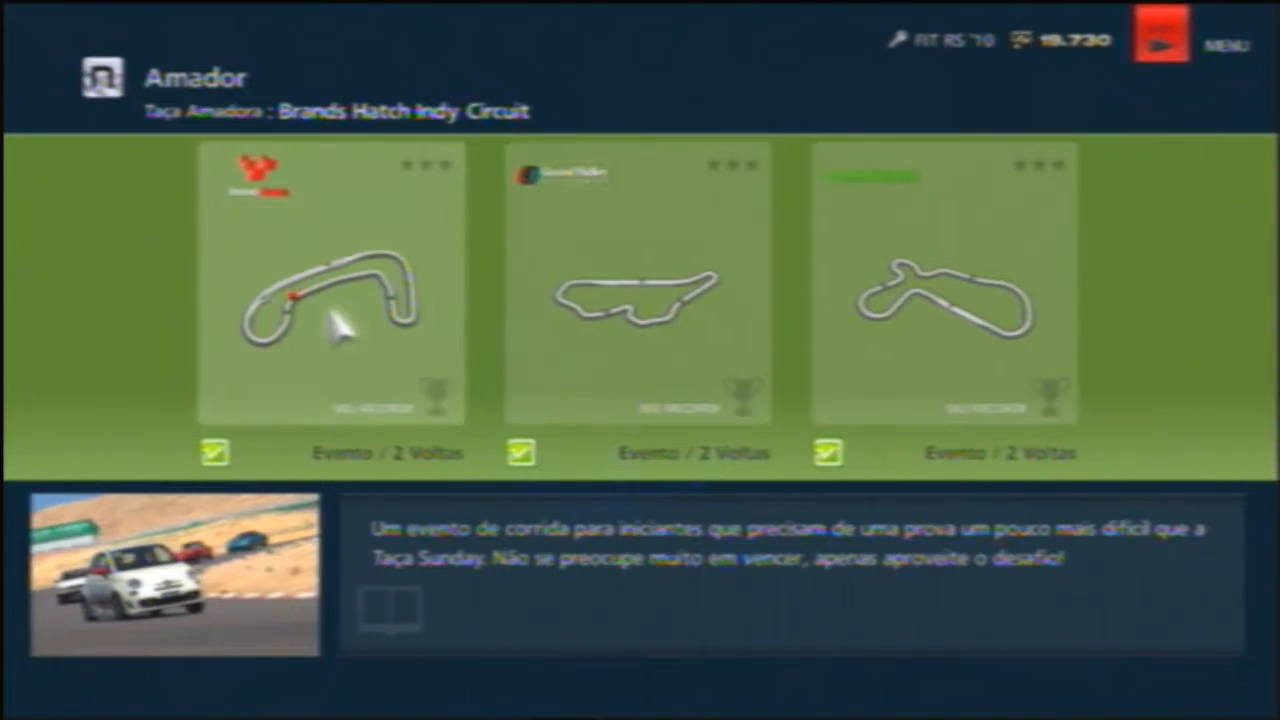 FIT RS '10
19.730
MENU
Amador
Taça Amadora : Brands Hatch Indy Circuit
Evento / 2 Voltas
Evento / 2 Voltas
Evento / 2 Voltas
Um evento de corrida para iniciantes que precisam de uma prova um pouco mais difícil que a
Taça Sunday. Não se preocupe muito em vencer, apenas aproveite o desafio!